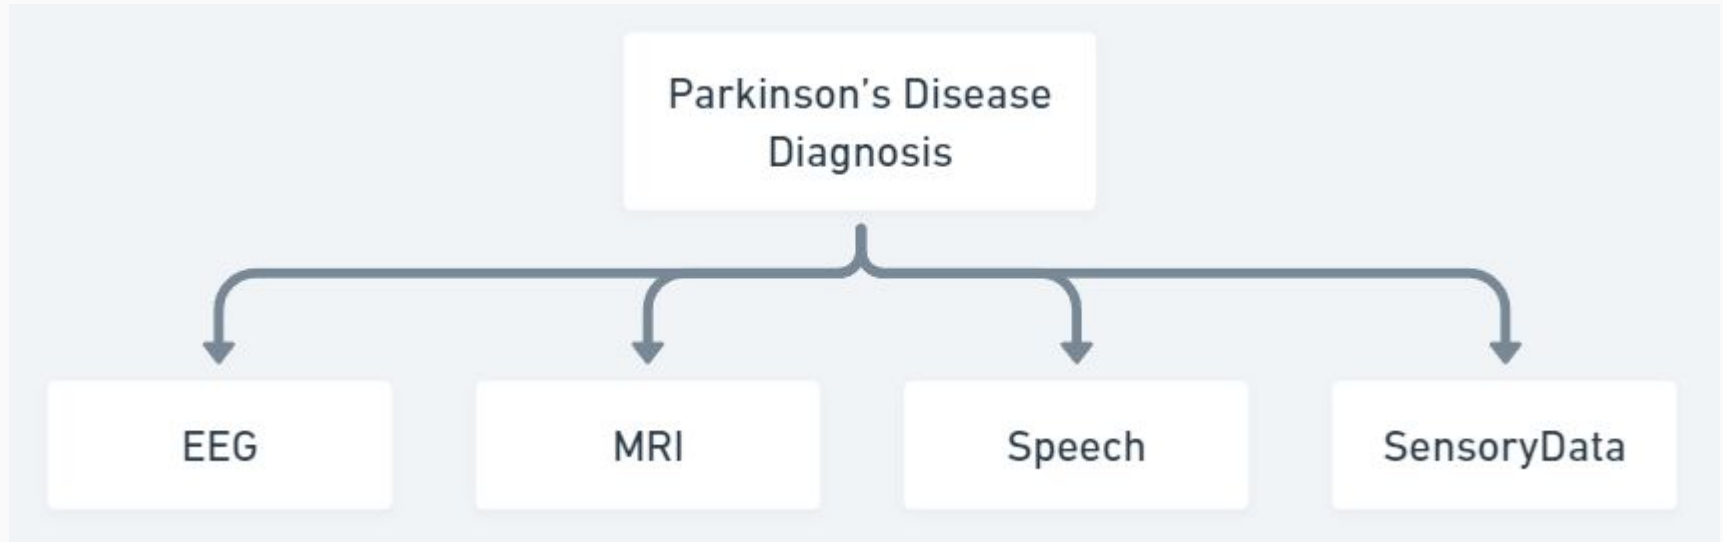 Parkinson’s Disease
Diagnosis
EEG
MRI
Speech
SensoryData